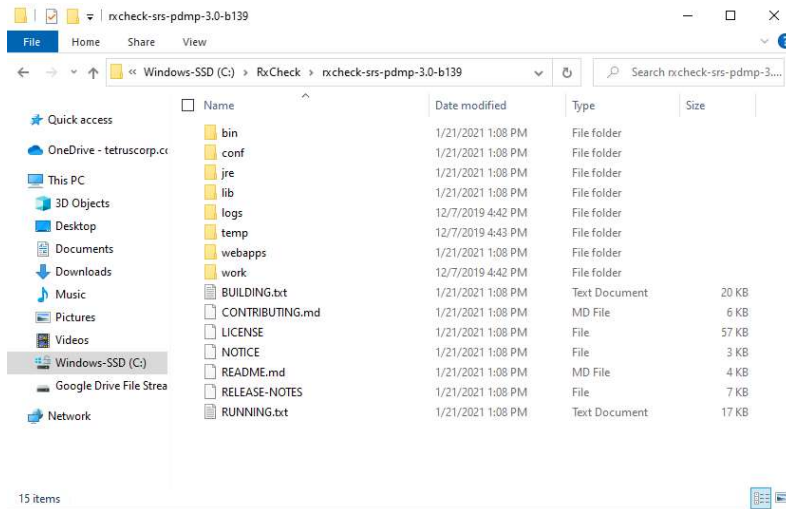 rxcheck-srs-pdmp-3.0-b139
File Home Share View
« Windows-SSD (C:) > RxCheck > rxcheck-srs-pdmp-3.0-b139 Search rxcheck-srs-pdmp-3....
Name Date modified Type Size
Quick access
OneDrive - tetruscorp.cc
This PC
3D Objects
Desktop
Documents
Downloads
Music
Pictures
Videos
Windows-SSD (C:)
Google Drive File Strea
Network
bin 1/21/2021 1:08 PM File folder
conf 1/21/2021 1:08 PM File folder
jre 1/21/2021 1:08 PM File folder
lib 1/21/2021 1:08 PM File folder
logs 12/7/2019 4:42 PM File folder
temp 12/7/2019 4:43 PM File folder
webapps 1/21/2021 1:08 PM File folder
work 12/7/2019 4:42 PM File folder
BUILDING.txt 1/21/2021 1:08 PM Text Document 20 KB
CONTRIBUTING.md 1/21/2021 1:08 PM MD File 6 KB
LICENSE 1/21/2021 1:08 PM File 57 KB
NOTICE 1/21/2021 1:08 PM File 3 KB
README.md 1/21/2021 1:08 PM MD File 4 KB
RELEASE-NOTES 1/21/2021 1:08 PM File 7 KB
RUNNING.txt 1/21/2021 1:08 PM Text Document 17 KB
15 items